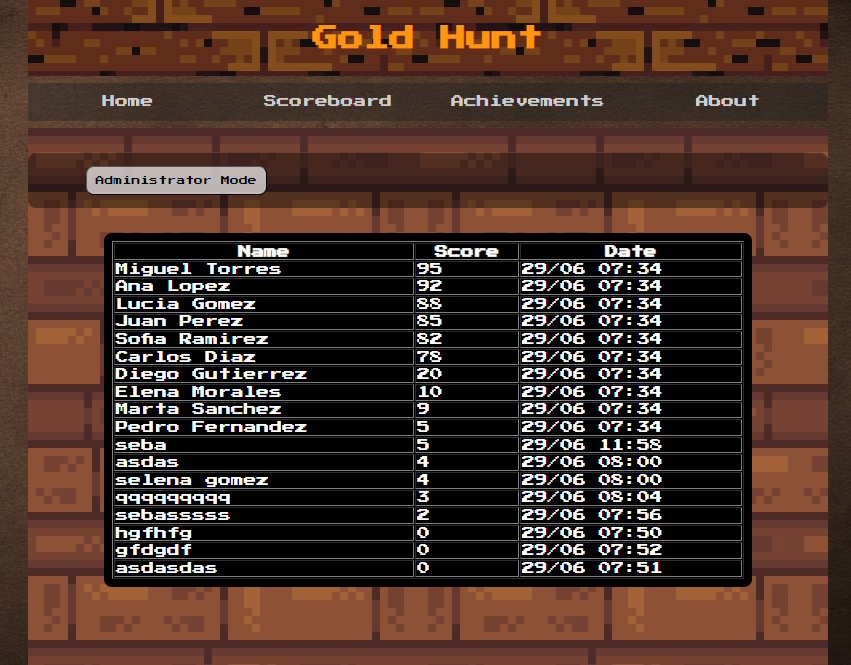 Gold Hunt
Home Scoreboard Achievements About
Administrator Mode
Name Score Date
Miguel Torres 95 29/06 07:34
Ana Lopez 92 29/06 07:34
Lucia Gomez 88 29/06 07:34
Juan Perez 85 29/06 07:34
Sofia Ramirez 82 29/06 07:34
Carlos Diaz 78 29/06 07:34
Diego Gutierrez 20 29/06 07:34
Elena Morales 10 29/06 07:34
Marta Sanchez 9 29/06 07:34
Pedro Fernandez 5 29/06 07:34
seba 5 29/06 11:58
asdas 4 29/06 08:00
selena gomez 4 29/06 08:00
qqqqqqqqq 3 29/06 08:04
sebasssss 2 29/06 07:56
hgfhfg 0 29/06 07:50
gfdgdf 0 29/06 07:52
asdasdas 0 29/06 07:51